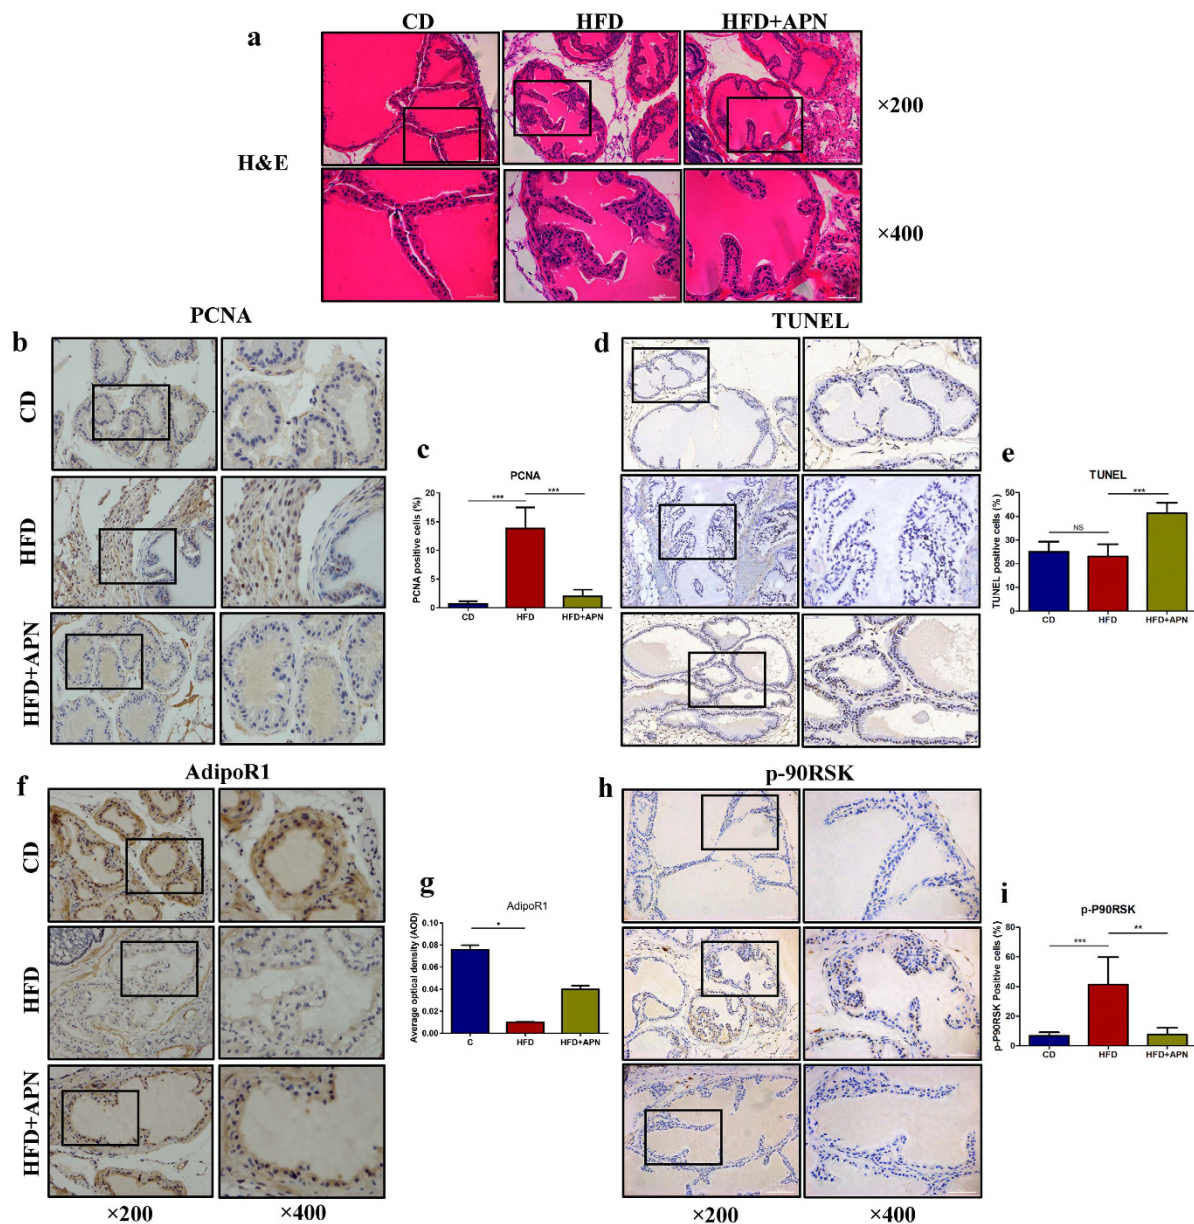 a
CD
HFD
HFD+APN
×200
H&E
×400
PCNA
b
CD
HFD
HFD+APN
c
PCNA
***
***
PCNA positive cells (%)
20
15
10
5
0
CD
HFD
HFD+APN
TUNEL
d
e
TUNEL
***
NS
TUNEL positive cells (%)
50
40
30
20
10
0
CD
HFD
HFD+APN
AdipoR1
f
CD
HFD
HFD+APN
×200
×400
g
AdipoR1
*
Average optical density (AOD)
0.10
0.08
0.06
0.04
0.02
0.00
C
HFD
HFD+APN
p-90RSK
h
×200
×400
i
p-P90RSK
***
**
p-P90RSK Positive cells (%)
80
60
40
20
0
CD
HFD
HFD+APN